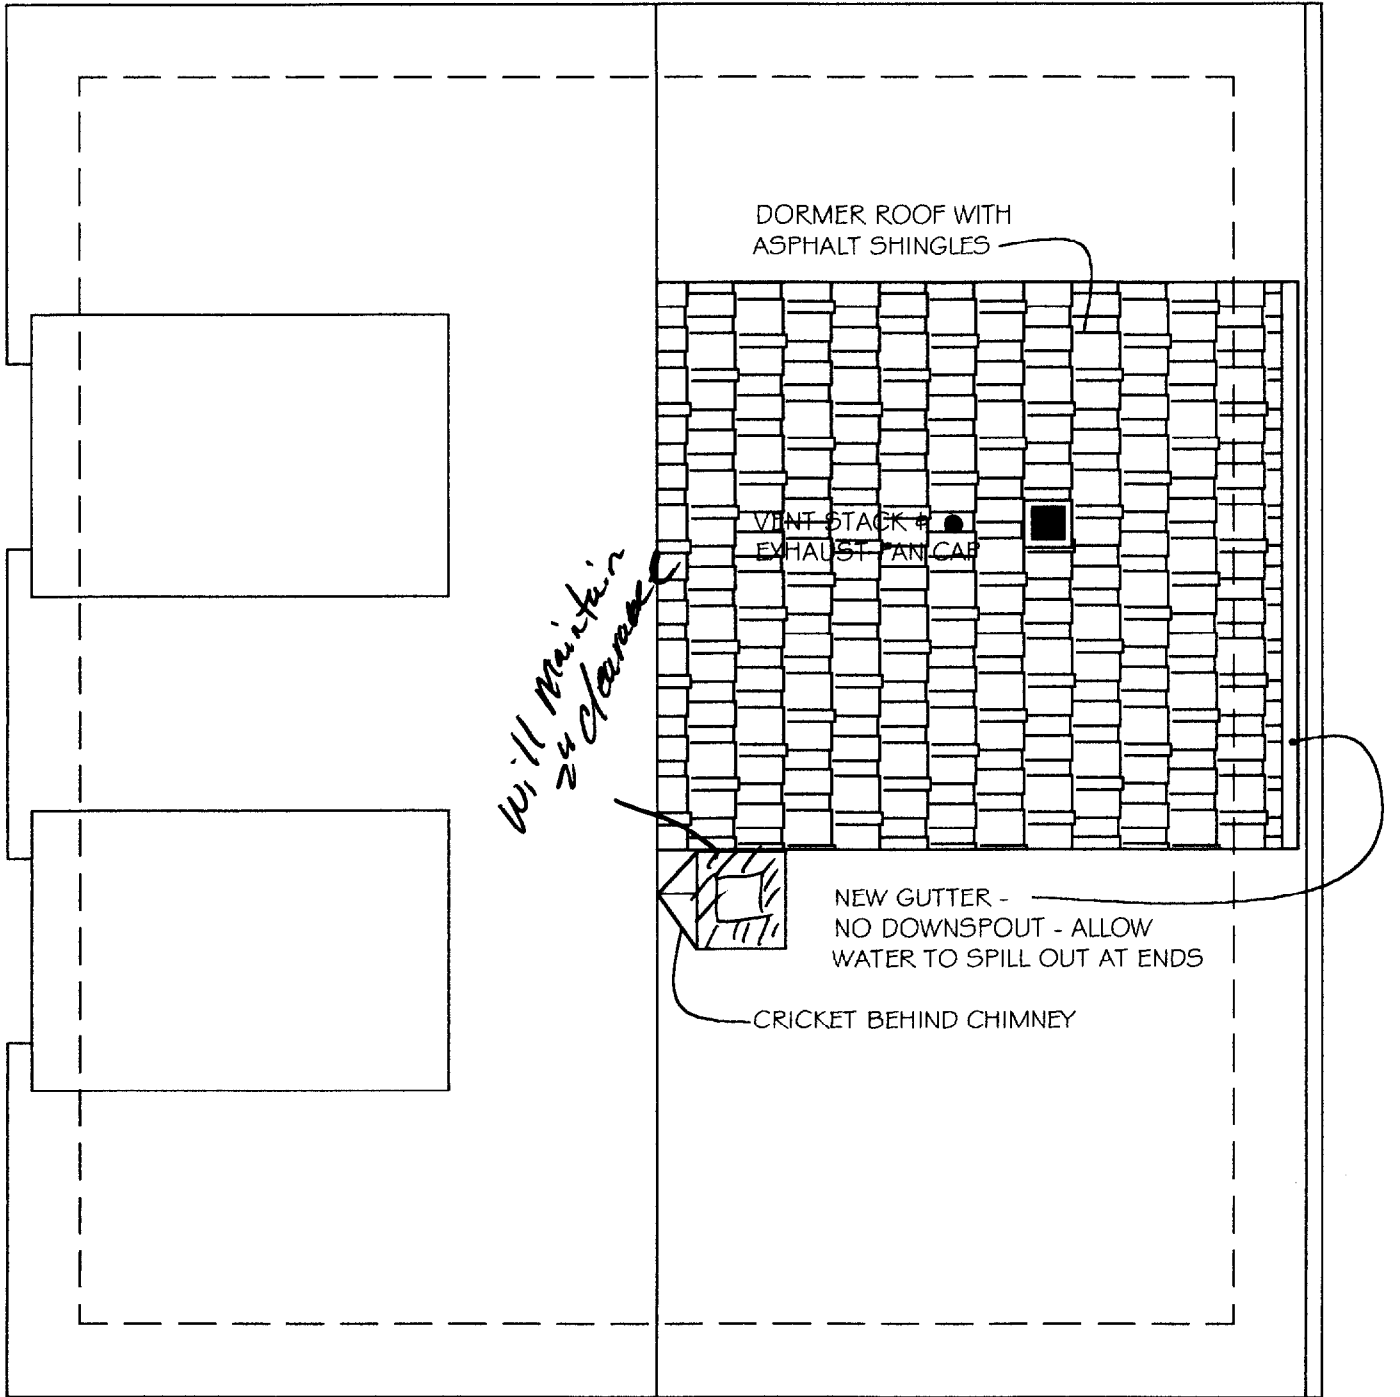 DORMER ROOF WITH
ASPHALT SHINGLES
VENT STACK &
EXHAUST FAN CAP
Will Maintain
2" clearance
NEW GUTTER -
NO DOWNSPOUT - ALLOW
WATER TO SPILL OUT AT ENDS
CRICKET BEHIND CHIMNEY